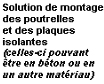 Solution de montage
des poutrelles
et des plaques
isolantes
(celles-ci pouvant
être en béton ou en
un autre matériau)